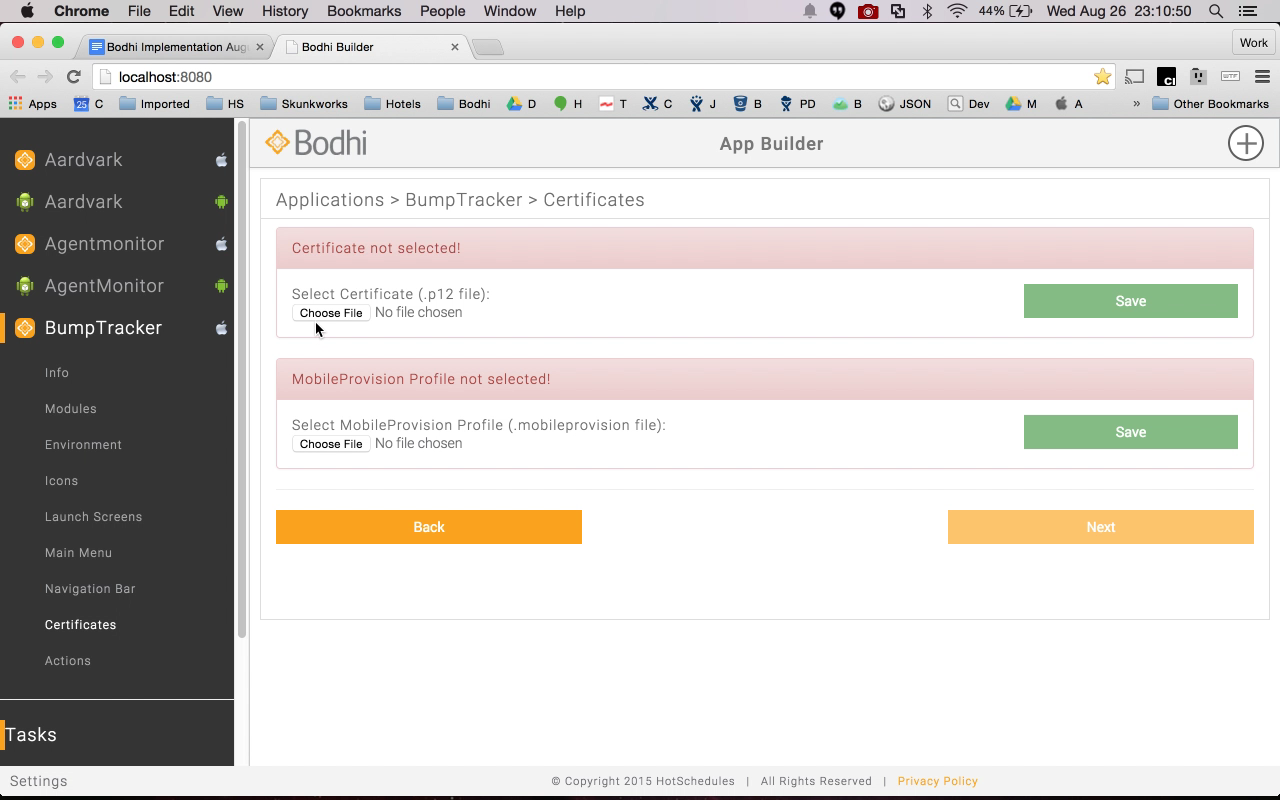 Chrome File Edit View History Bookmarks People Window Help 44% Wed Aug 26 23:10:50
Bodhi Implementation Aug Bodhi Builder Work
localhost:8080
Apps 25 C Imported HS Skunkworks Hotels Bodhi D H T C J B PD B JSON Dev M A » Other Bookmarks
Bodhi App Builder
Aardvark
Aardvark
Agentmonitor
AgentMonitor
BumpTracker
Info
Modules
Environment
Icons
Launch Screens
Main Menu
Navigation Bar
Certificates
Actions
Tasks
Settings
Applications > BumpTracker > Certificates
Certificate not selected!
Select Certificate (.p12 file):
Choose File No file chosen
Save
MobileProvision Profile not selected!
Select MobileProvision Profile (.mobileprovision file):
Choose File No file chosen
Save
Back Next
© Copyright 2015 HotSchedules | All Rights Reserved | Privacy Policy